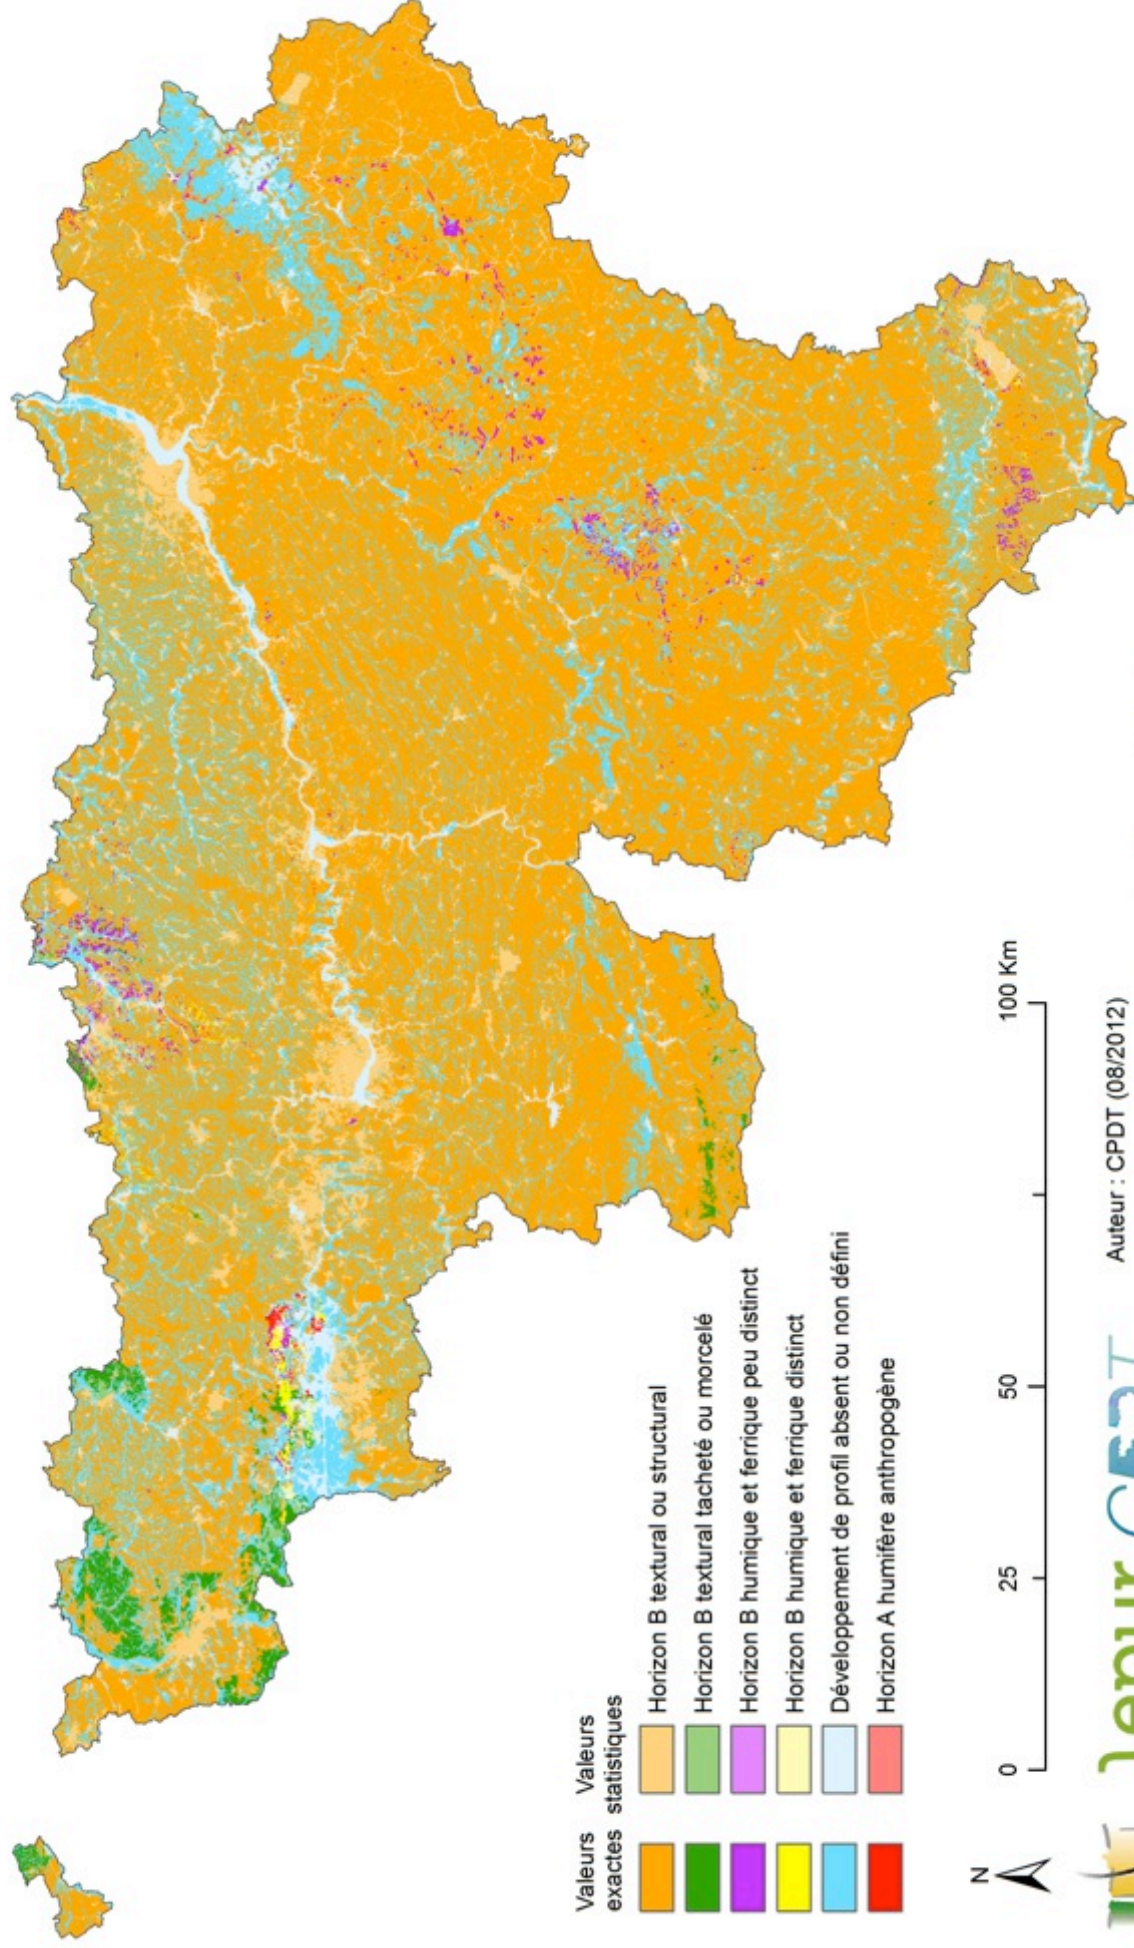 Valeurs exactes
Valeurs statistiques
Horizon B textural ou structural
Horizon B textural tacheté ou morcelé
Horizon B humique et ferrique peu distinct
Horizon B humique et ferrique distinct
Développement de profil absent ou non défini
Horizon A humifère anthropogène
N
0 25 50 100 Km
lepur CPDT
Auteur : CPDT (08/2012)